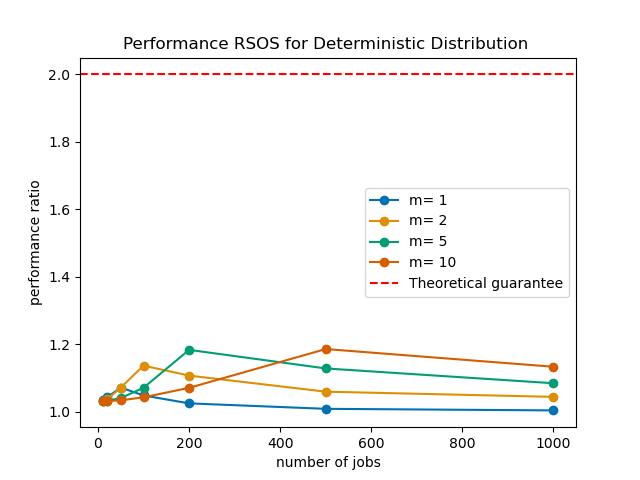 Performance RSOS for Deterministic Distribution
performance ratio
2.0
1.8
1.6
1.4
1.2
1.0
m= 1
m= 2
m= 5
m= 10
Theoretical guarantee
0 200 400 600 800 1000
number of jobs